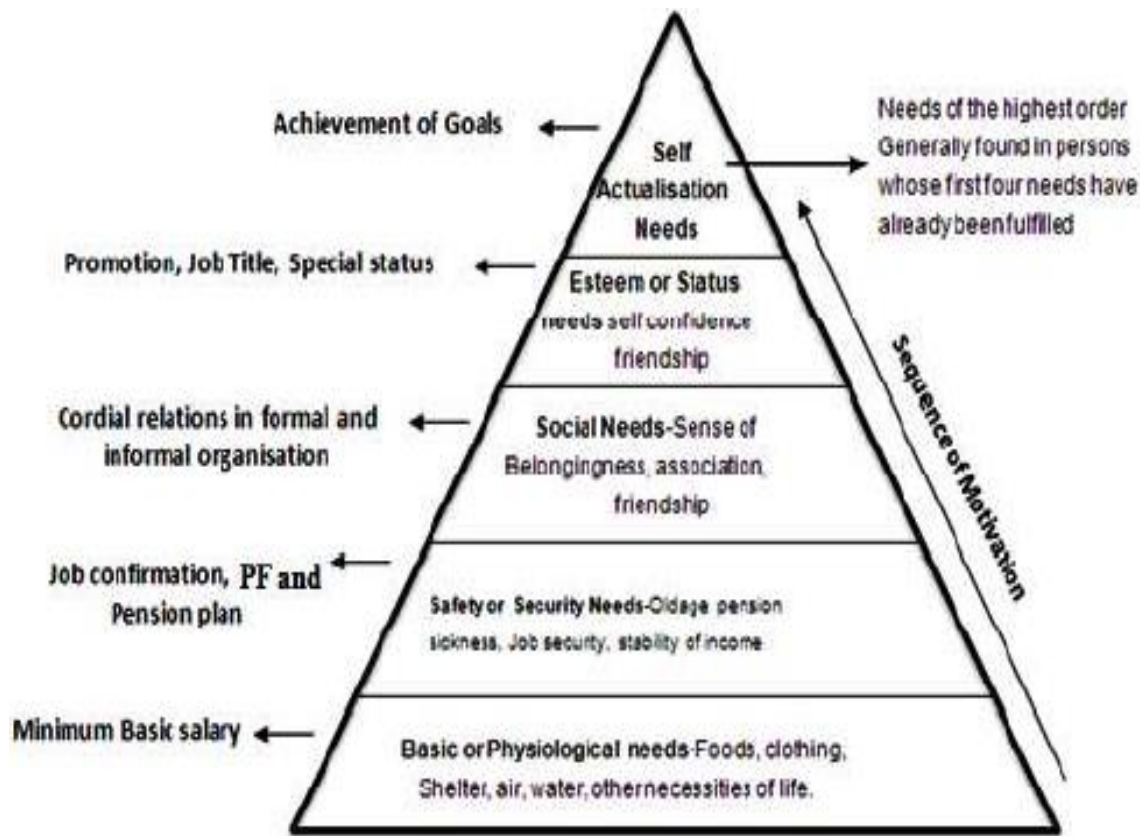 Achievement of Goals
Self
Actualisation
Needs
Needs of the highest order
Generally found in persons
whose first four needs have
already been fulfilled
Promotion, Job Title, Special status
Esteem or Status
needs self confidence
friendship
Cordial relations in formal and
informal organisation
Social Needs-Sense of
Belongingness, association,
friendship
Sequence of Motivation
Job confirmation, PF and
Pension plan
Safety or Security Needs-Oldage pension
sickness, Job security, stability of income
Minimum Basic salary
Basic or Physiological needs-Foods, clothing,
Shelter, air, water, othernecessities of life.